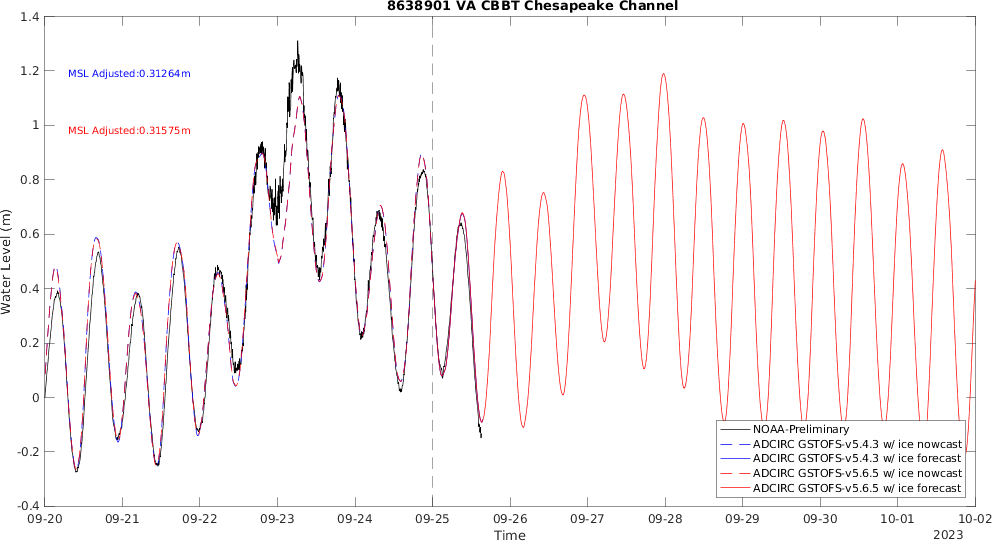 8638901 VA CBBT Chesapeake Channel
1.4
1.2
1
0.8
0.6
0.4
0.2
0
-0.2
-0.4
Water Level (m)
MSL Adjusted:0.31264m
MSL Adjusted:0.31575m
NOAA-Preliminary
ADCIRC GSTOFS-v5.4.3 w/ ice nowcast
ADCIRC GSTOFS-v5.4.3 w/ ice forecast
ADCIRC GSTOFS-v5.6.5 w/ ice nowcast
ADCIRC GSTOFS-v5.6.5 w/ ice forecast
09-20 09-21 09-22 09-23 09-24 09-25 09-26 09-27 09-28 09-29 09-30 10-01 10-02
Time
2023